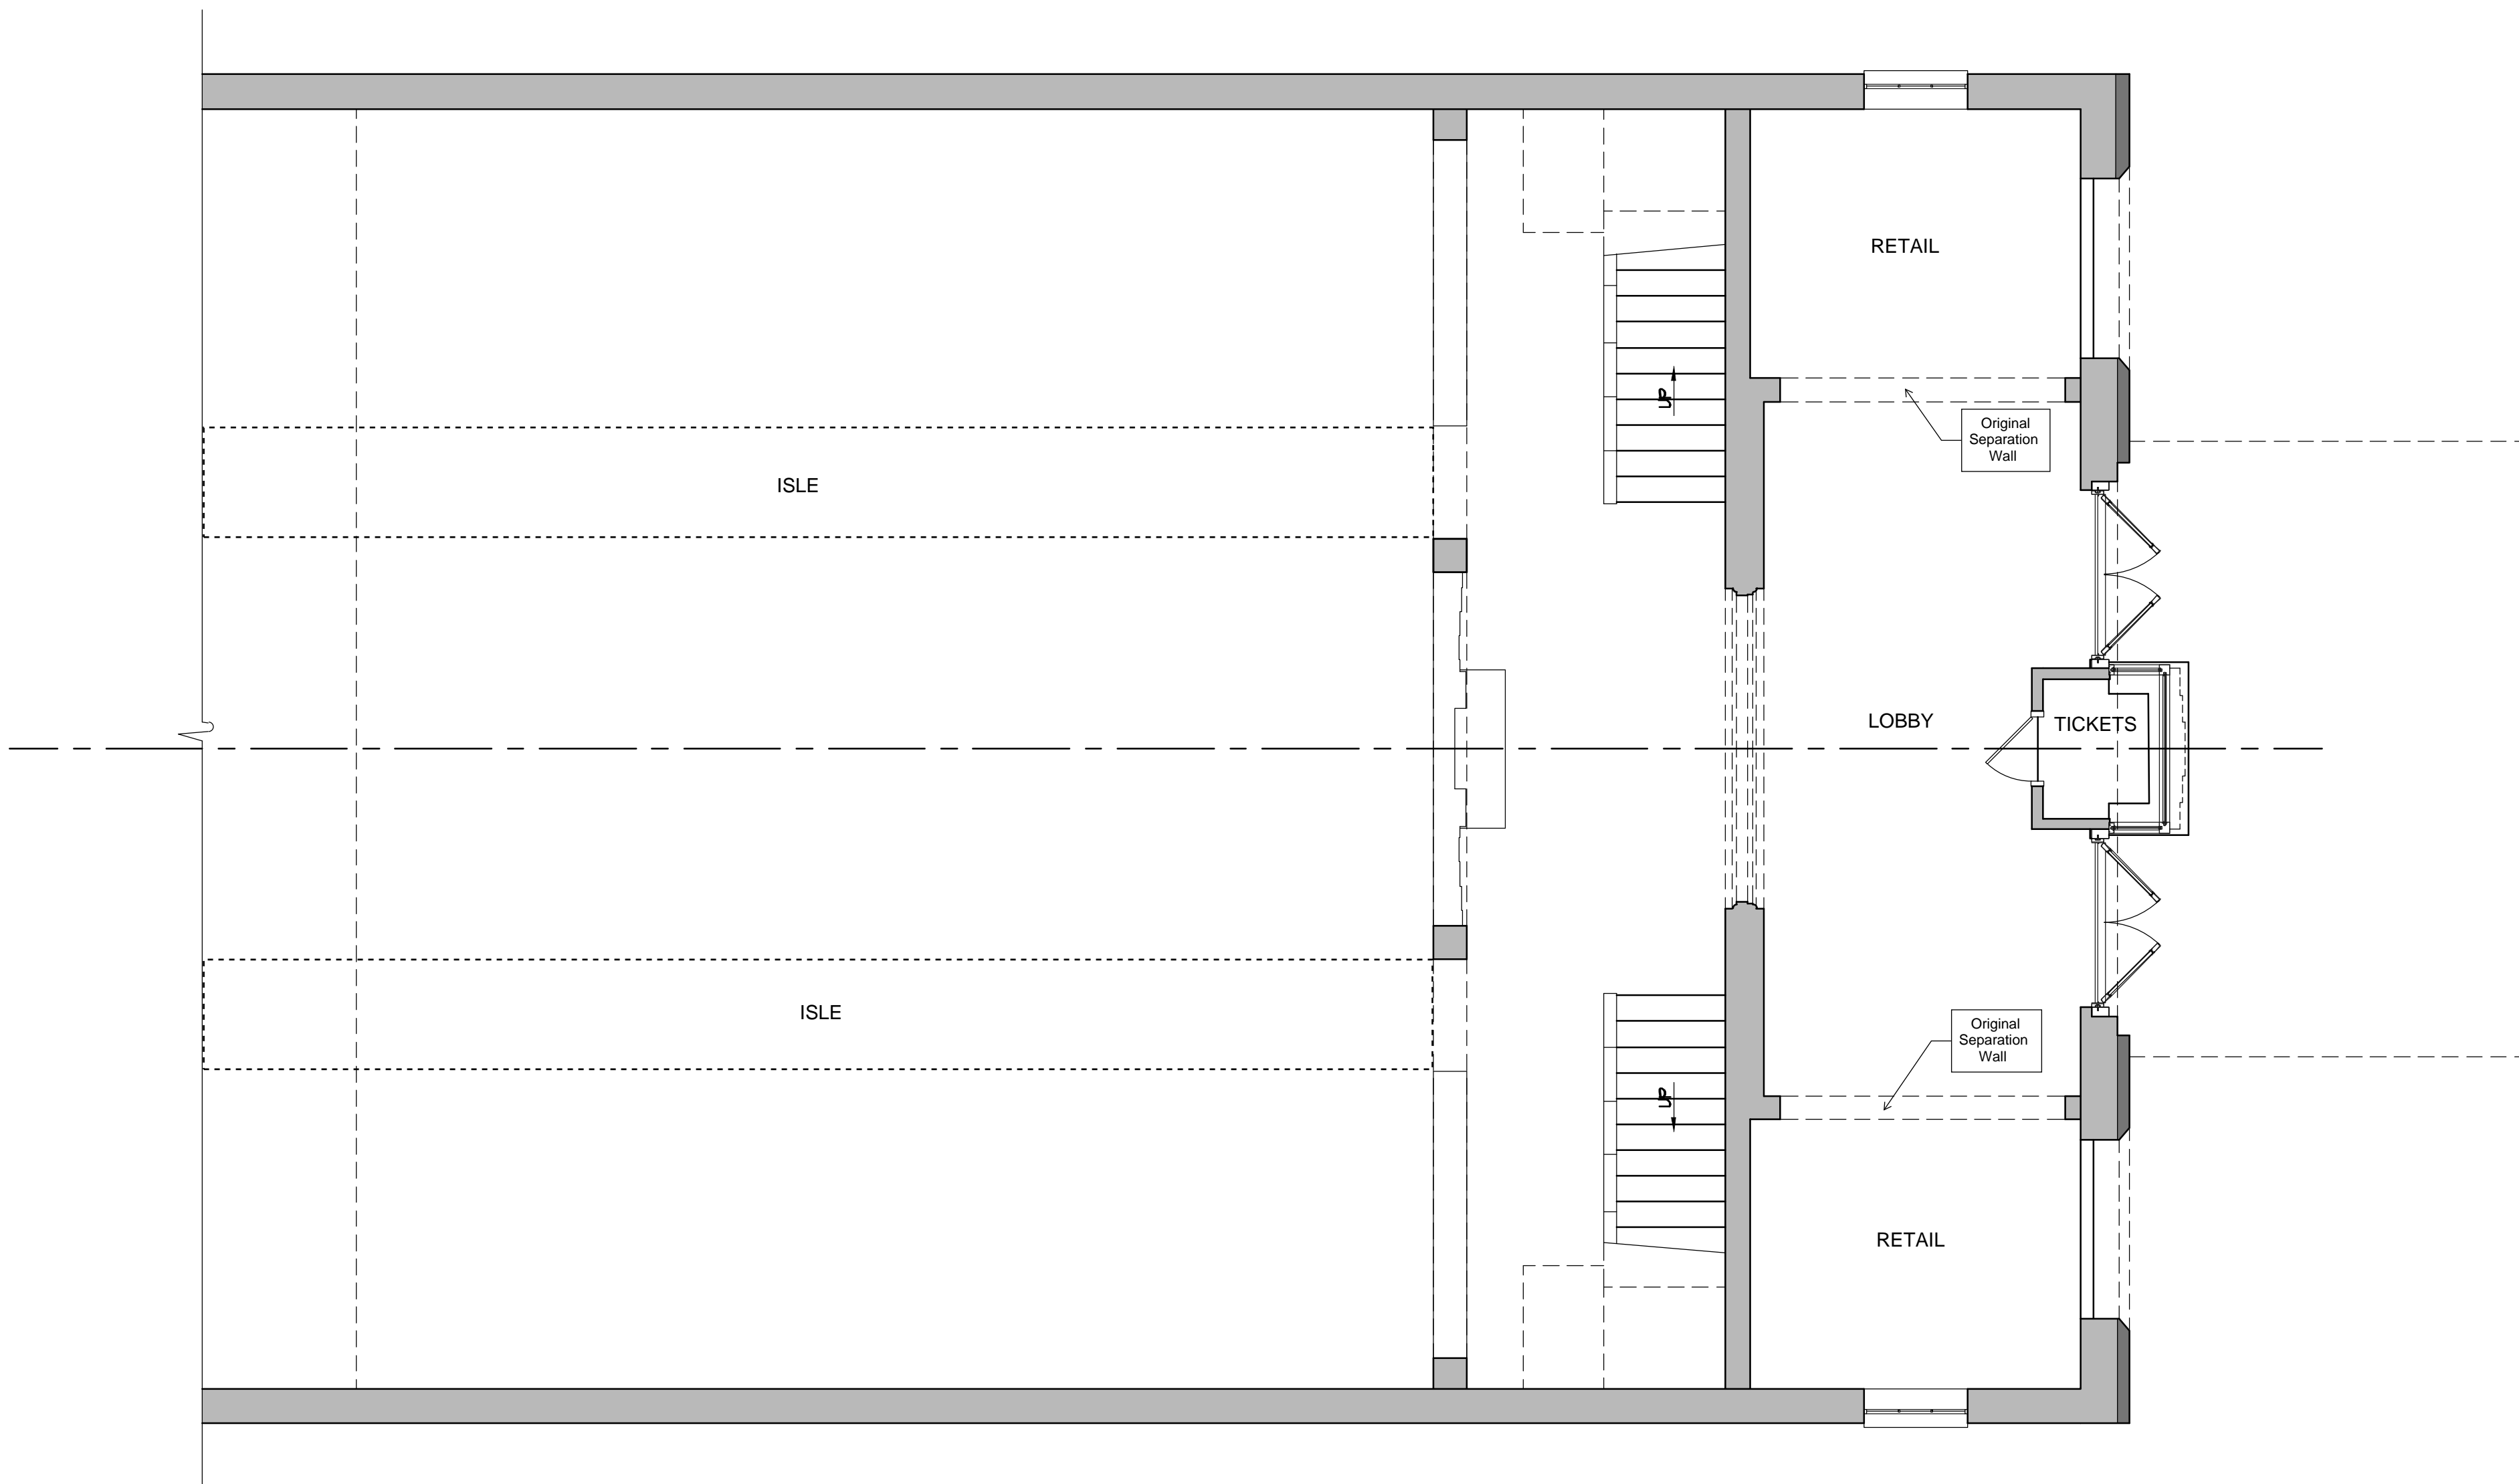 RETAIL
UP
Original
Separation
Wall
ISLE
LOBBY
TICKETS
ISLE
Original
Separation
Wall
UP
RETAIL